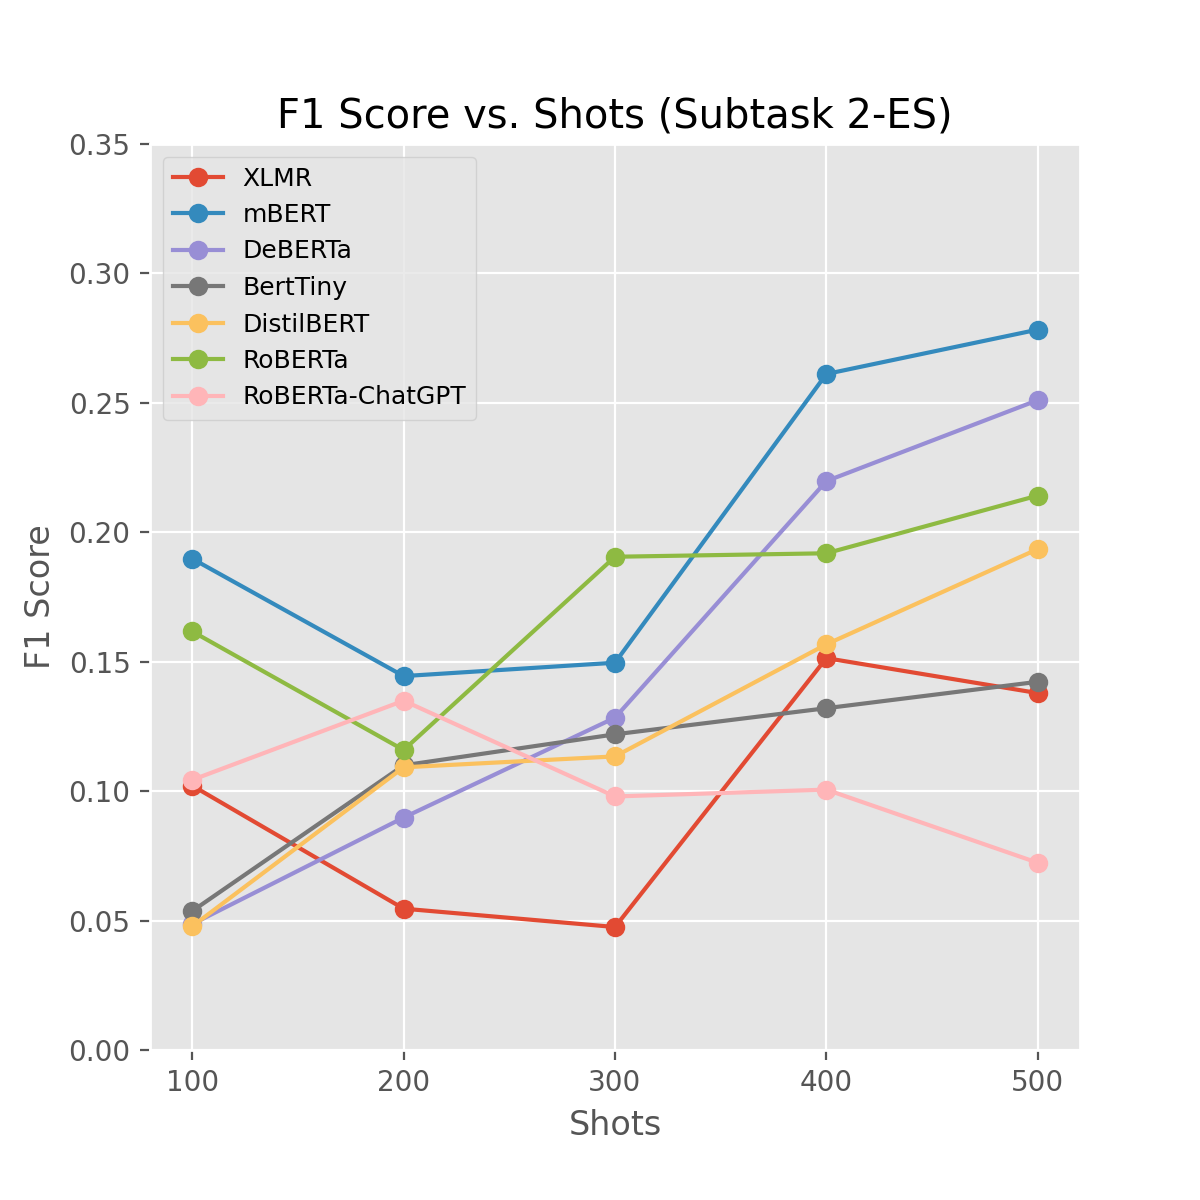 F1 Score vs. Shots (Subtask 2-ES)
0.35
0.30
0.25
0.20
0.15
0.10
0.05
0.00
F1 Score
XLMR
mBERT
DeBERTa
BertTiny
DistilBERT
RoBERTa
RoBERTa-ChatGPT
100 200 300 400 500
Shots